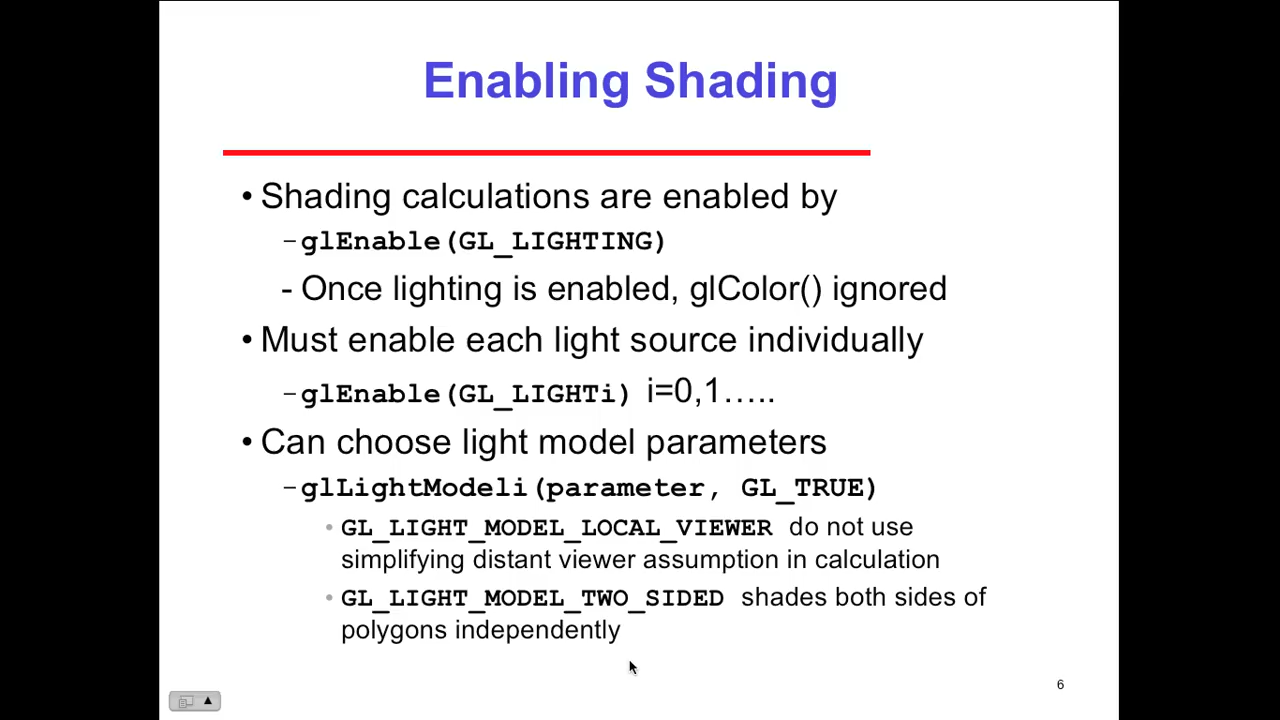 Enabling Shading
• Shading calculations are enabled by
–glEnable(GL_LIGHTING)
- Once lighting is enabled, glColor() ignored
• Must enable each light source individually
–glEnable(GL_LIGHTi) i=0,1…..
• Can choose light model parameters
–glLightModeli(parameter, GL_TRUE)
• GL_LIGHT_MODEL_LOCAL_VIEWER do not use
simplifying distant viewer assumption in calculation
• GL_LIGHT_MODEL_TWO_SIDED shades both sides of
polygons independently
6